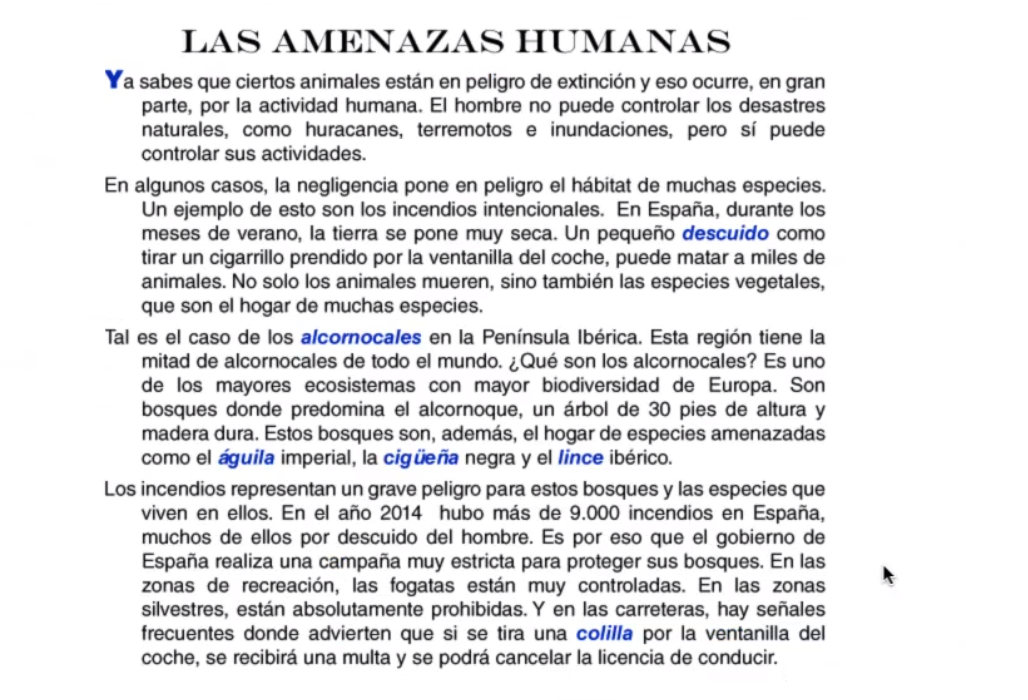 LAS AMENAZAS HUMANAS
Ya sabes que ciertos animales están en peligro de extinción y eso ocurre, en gran
parte, por la actividad humana. El hombre no puede controlar los desastres
naturales, como huracanes, terremotos e inundaciones, pero sí puede
controlar sus actividades.
En algunos casos, la negligencia pone en peligro el hábitat de muchas especies.
Un ejemplo de esto son los incendios intencionales. En España, durante los
meses de verano, la tierra se pone muy seca. Un pequeño descuido como
tirar un cigarrillo prendido por la ventanilla del coche, puede matar a miles de
animales. No solo los animales mueren, sino también las especies vegetales,
que son el hogar de muchas especies.
Tal es el caso de los alcornocales en la Península Ibérica. Esta región tiene la
mitad de alcornocales de todo el mundo. ¿Qué son los alcornocales? Es uno
de los mayores ecosistemas con mayor biodiversidad de Europa. Son
bosques donde predomina el alcornoque, un árbol de 30 pies de altura y
madera dura. Estos bosques son, además, el hogar de especies amenazadas
como el águila imperial, la cigüeña negra y el lince ibérico.
Los incendios representan un grave peligro para estos bosques y las especies que
viven en ellos. En el año 2014 hubo más de 9.000 incendios en España,
muchos de ellos por descuido del hombre. Es por eso que el gobierno de
España realiza una campaña muy estricta para proteger sus bosques. En las
zonas de recreación, las fogatas están muy controladas. En las zonas
silvestres, están absolutamente prohibidas. Y en las carreteras, hay señales
frecuentes donde advierten que si se tira una colilla por la ventanilla del
coche, se recibirá una multa y se podrá cancelar la licencia de conducir.